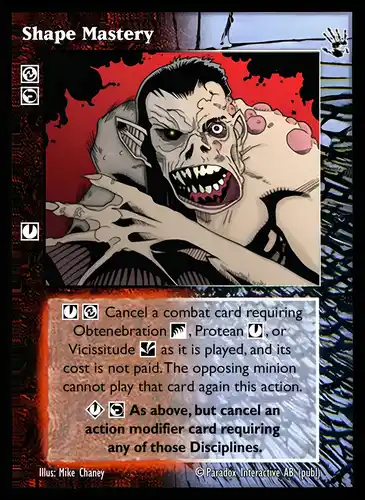 Shape Mastery
Cancel a combat card requiring
Obtenebration , Protean , or
Vicissitude as it is played, and its
cost is not paid. The opposing minion
cannot play that card again this action.
As above, but cancel an
action modifier card requiring
any of those Disciplines.
Illus: Mike Chaney
© Paradox Interactive AB. (publ)